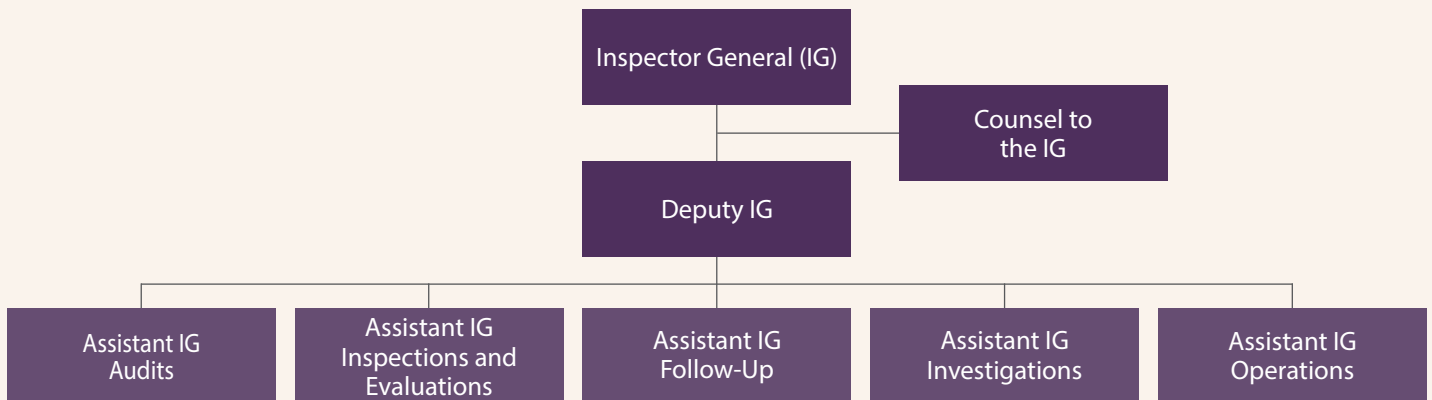 Inspector General (IG)
Counsel to
the IG
Deputy IG
Assistant IG
Audits
Assistant IG
Inspections and
Evaluations
Assistant IG
Follow-Up
Assistant IG
Investigations
Assistant IG
Operations